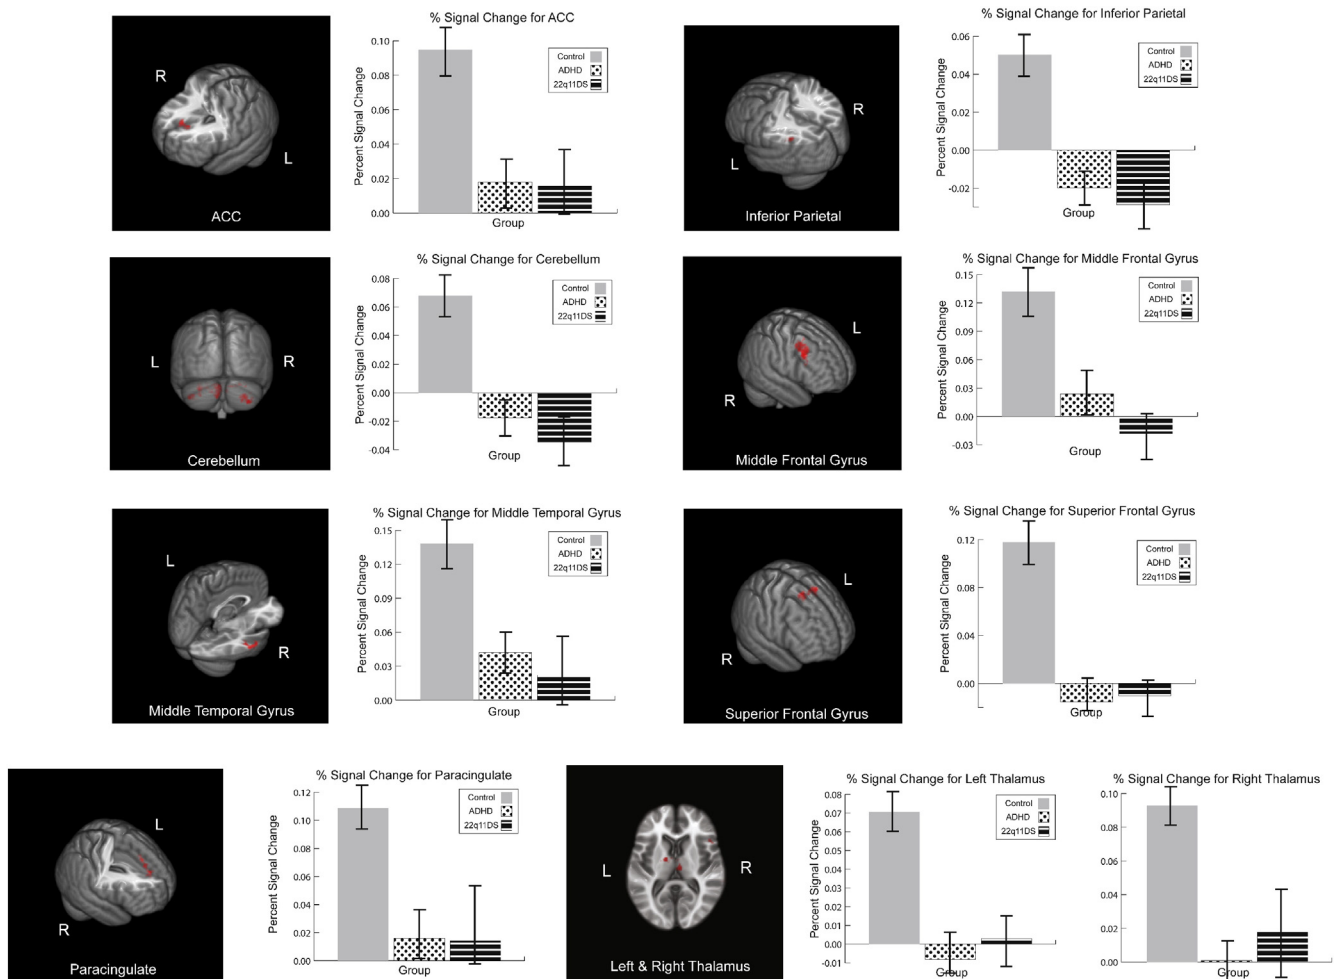 % Signal Change for ACC
R
L
ACC
Percent Signal Change
0.10
0.08
0.06
0.04
0.02
0.00
Control
ADHD
22q11DS
Group
% Signal Change for Inferior Parietal
R
L
Inferior Parietal
Percent Signal Change
0.06
0.04
0.02
0.00
-0.02
Control
ADHD
22q11DS
Group
% Signal Change for Cerebellum
L
R
Cerebellum
Percent Signal Change
0.08
0.06
0.04
0.02
0.00
-0.02
-0.04
Control
ADHD
22q11DS
Group
% Signal Change for Middle Frontal Gyrus
L
R
Middle Frontal Gyrus
Percent Signal Change
0.15
0.12
0.09
0.06
0.03
0.00
-0.03
Control
ADHD
22q11DS
Group
% Signal Change for Middle Temporal Gyrus
L
R
Middle Temporal Gyrus
Percent Signal Change
0.15
0.12
0.09
0.06
0.03
0.00
Control
ADHD
22q11DS
Group
% Signal Change for Superior Frontal Gyrus
L
R
Superior Frontal Gyrus
Percent Signal Change
0.12
0.08
0.04
0.00
Control
ADHD
22q11DS
Group
% Signal Change for Paracingulate
L
R
Paracingulate
Percent Signal Change
0.12
0.10
0.08
0.06
0.04
0.02
0.00
Control
ADHD
22q11DS
Group
L
R
Left & Right Thalamus
% Signal Change for Left Thalamus
Percent Signal Change
0.08
0.07
0.06
0.05
0.04
0.03
0.02
0.01
0.00
-0.01
Control
ADHD
22q11DS
Group
% Signal Change for Right Thalamus
Percent Signal Change
0.10
0.08
0.06
0.04
0.02
0.00
Group